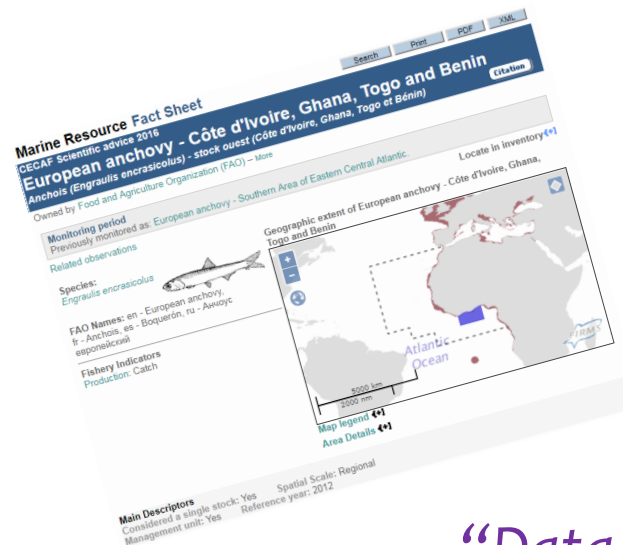 Search Print PDF XML
Marine Resource Fact Sheet
CECAF Scientific advice 2016
European anchovy - Côte d'Ivoire, Ghana, Togo and Benin
Anchois (Engraulis encrasicolus) - stock ouest (Côte d'Ivoire, Ghana, Togo et Bénin)
Citation
Owned by Food and Agriculture Organization (FAO) – More
Monitoring period
Previously monitored as: European anchovy - Southern Area of Eastern Central Atlantic.
Locate in inventory[+]
Related observations
Species:
Engraulis encrasicolus
FAO Names: en - European anchovy,
fr - Anchois, es - Boquerón, ru - Анчоус
европейский
Fishery Indicators
Production: Catch
Geographic extent of European anchovy - Côte d'Ivoire, Ghana,
Togo and Benin
+
−
Atlantic
Ocean
FIRMS
5000 km
2000 nm
Map legend [+]
Area Details [+]
Main Descriptors
Considered a single stock: Yes Spatial Scale: Regional
Management unit: Yes Reference year: 2012
“Data